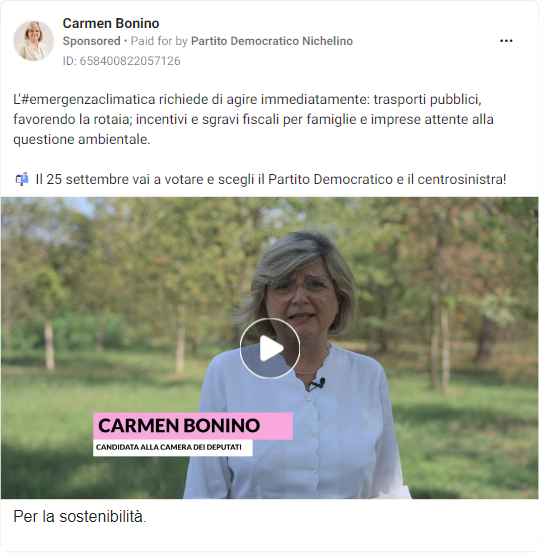 Carmen Bonino
Sponsored • Paid for by Partito Democratico Nichelino
ID: 658400822057126
L'#emergenzaclimatica richiede di agire immediatamente: trasporti pubblici,
favorendo la rotaia; incentivi e sgravi fiscali per famiglie e imprese attente alla
questione ambientale.
📬 Il 25 settembre vai a votare e scegli il Partito Democratico e il centrosinistra!
CARMEN BONINO
CANDIDATA ALLA CAMERA DEI DEPUTATI
Per la sostenibilità.